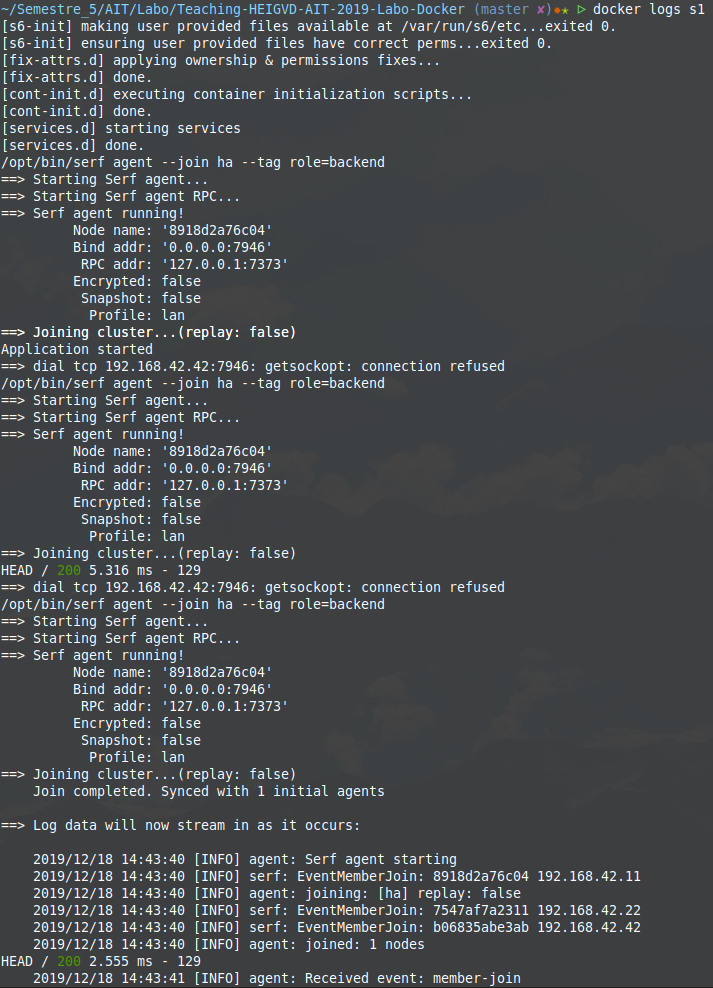 ~/Semestre_5/AIT/Labo/Teaching-HEIGVD-AIT-2019-Labo-Docker (master ✘)●★ ▷ docker logs s1
[s6-init] making user provided files available at /var/run/s6/etc...exited 0.
[s6-init] ensuring user provided files have correct perms...exited 0.
[fix-attrs.d] applying ownership & permissions fixes...
[fix-attrs.d] done.
[cont-init.d] executing container initialization scripts...
[cont-init.d] done.
[services.d] starting services
[services.d] done.
/opt/bin/serf agent --join ha --tag role=backend
==> Starting Serf agent...
==> Starting Serf agent RPC...
==> Serf agent running!
         Node name: '8918d2a76c04'
         Bind addr: '0.0.0.0:7946'
          RPC addr: '127.0.0.1:7373'
         Encrypted: false
          Snapshot: false
           Profile: lan
==> Joining cluster...(replay: false)
Application started
==> dial tcp 192.168.42.42:7946: getsockopt: connection refused
/opt/bin/serf agent --join ha --tag role=backend
==> Starting Serf agent...
==> Starting Serf agent RPC...
==> Serf agent running!
         Node name: '8918d2a76c04'
         Bind addr: '0.0.0.0:7946'
          RPC addr: '127.0.0.1:7373'
         Encrypted: false
          Snapshot: false
           Profile: lan
==> Joining cluster...(replay: false)
HEAD / 200 5.316 ms - 129
==> dial tcp 192.168.42.42:7946: getsockopt: connection refused
/opt/bin/serf agent --join ha --tag role=backend
==> Starting Serf agent...
==> Starting Serf agent RPC...
==> Serf agent running!
         Node name: '8918d2a76c04'
         Bind addr: '0.0.0.0:7946'
          RPC addr: '127.0.0.1:7373'
         Encrypted: false
          Snapshot: false
           Profile: lan
==> Joining cluster...(replay: false)
    Join completed. Synced with 1 initial agents
==> Log data will now stream in as it occurs:
    2019/12/18 14:43:40 [INFO] agent: Serf agent starting
    2019/12/18 14:43:40 [INFO] serf: EventMemberJoin: 8918d2a76c04 192.168.42.11
    2019/12/18 14:43:40 [INFO] agent: joining: [ha] replay: false
    2019/12/18 14:43:40 [INFO] serf: EventMemberJoin: 7547af7a2311 192.168.42.22
    2019/12/18 14:43:40 [INFO] serf: EventMemberJoin: b06835abe3ab 192.168.42.42
    2019/12/18 14:43:40 [INFO] agent: joined: 1 nodes
HEAD / 200 2.555 ms - 129
    2019/12/18 14:43:41 [INFO] agent: Received event: member-join